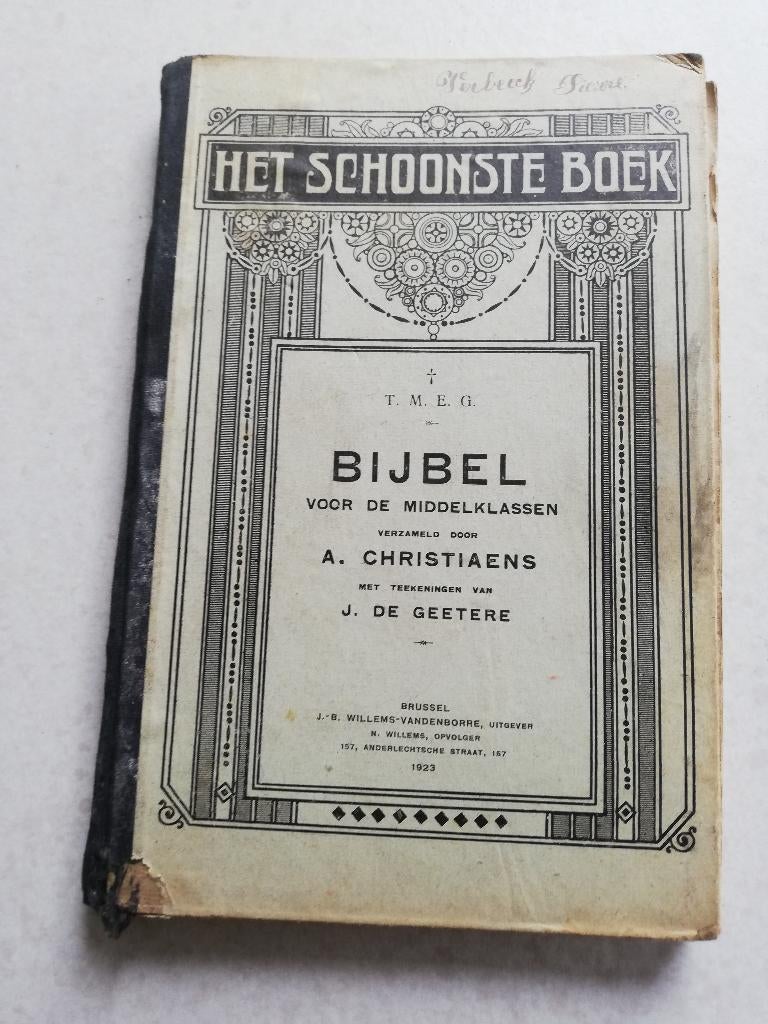 Verbeeck
HET SCHOONSTE BOEK
T. M. E. G.
BIJBEL
VOOR DE MIDDELKLASSEN
VERZAMELD DOOR
A. CHRISTIAENS
MET TEEKENINGEN VAN
J. DE GEETERE
BRUSSEL
J.-B. WILLEMS-VANDENBORRE, UITGEVER
N. WILLEMS, OPVOLGER
157, ANDERLECHTSCHE STRAAT, 157
1923